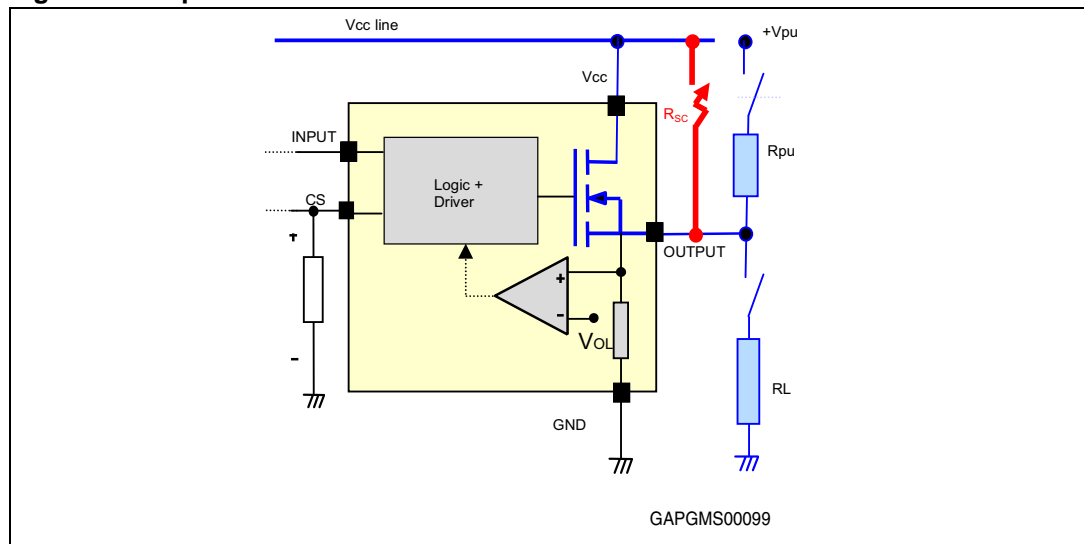 Vcc line
+Vpu
Vcc
RSC
INPUT
Rpu
Logic +
Driver
CS
+
OUTPUT
+
-
VOL
-
RL
GND
GAPGMS00099